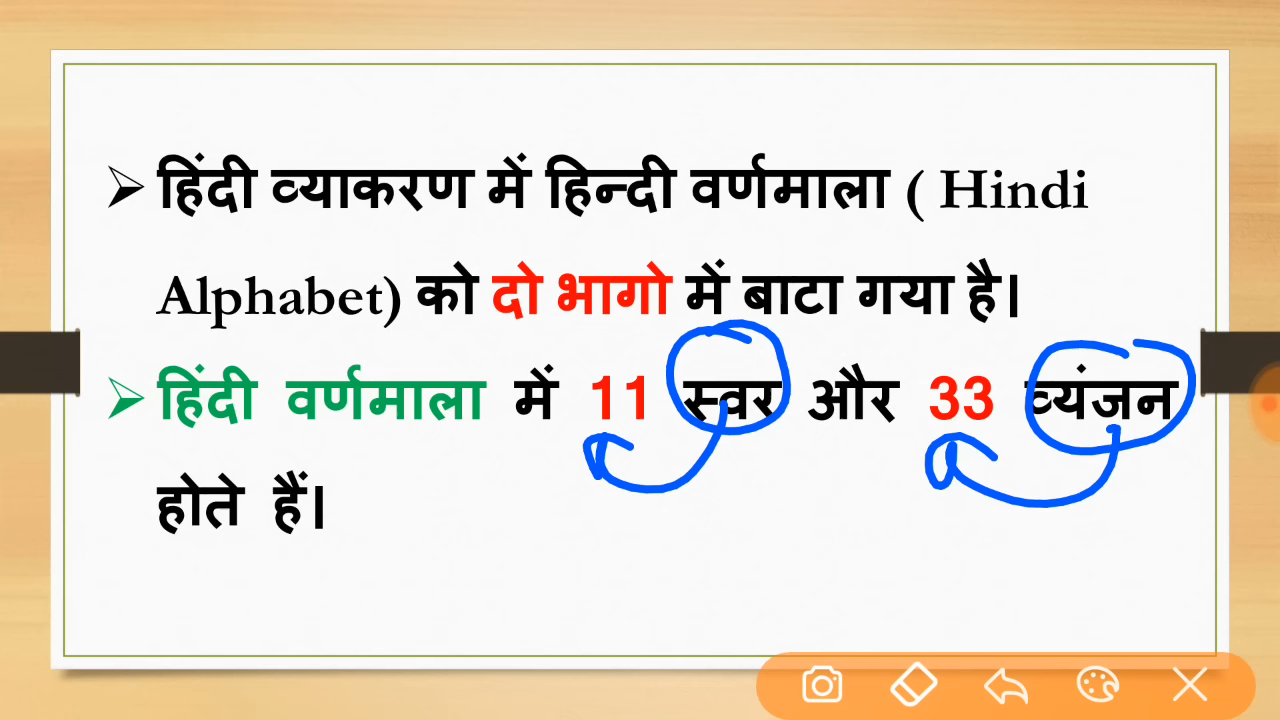 ➢ हिंदी व्याकरण में हिन्दी वर्णमाला ( Hindi
Alphabet) को दो भागो में बाटा गया है।
➢ हिंदी वर्णमाला में 11 स्वर और 33 व्यंजन
होते हैं।